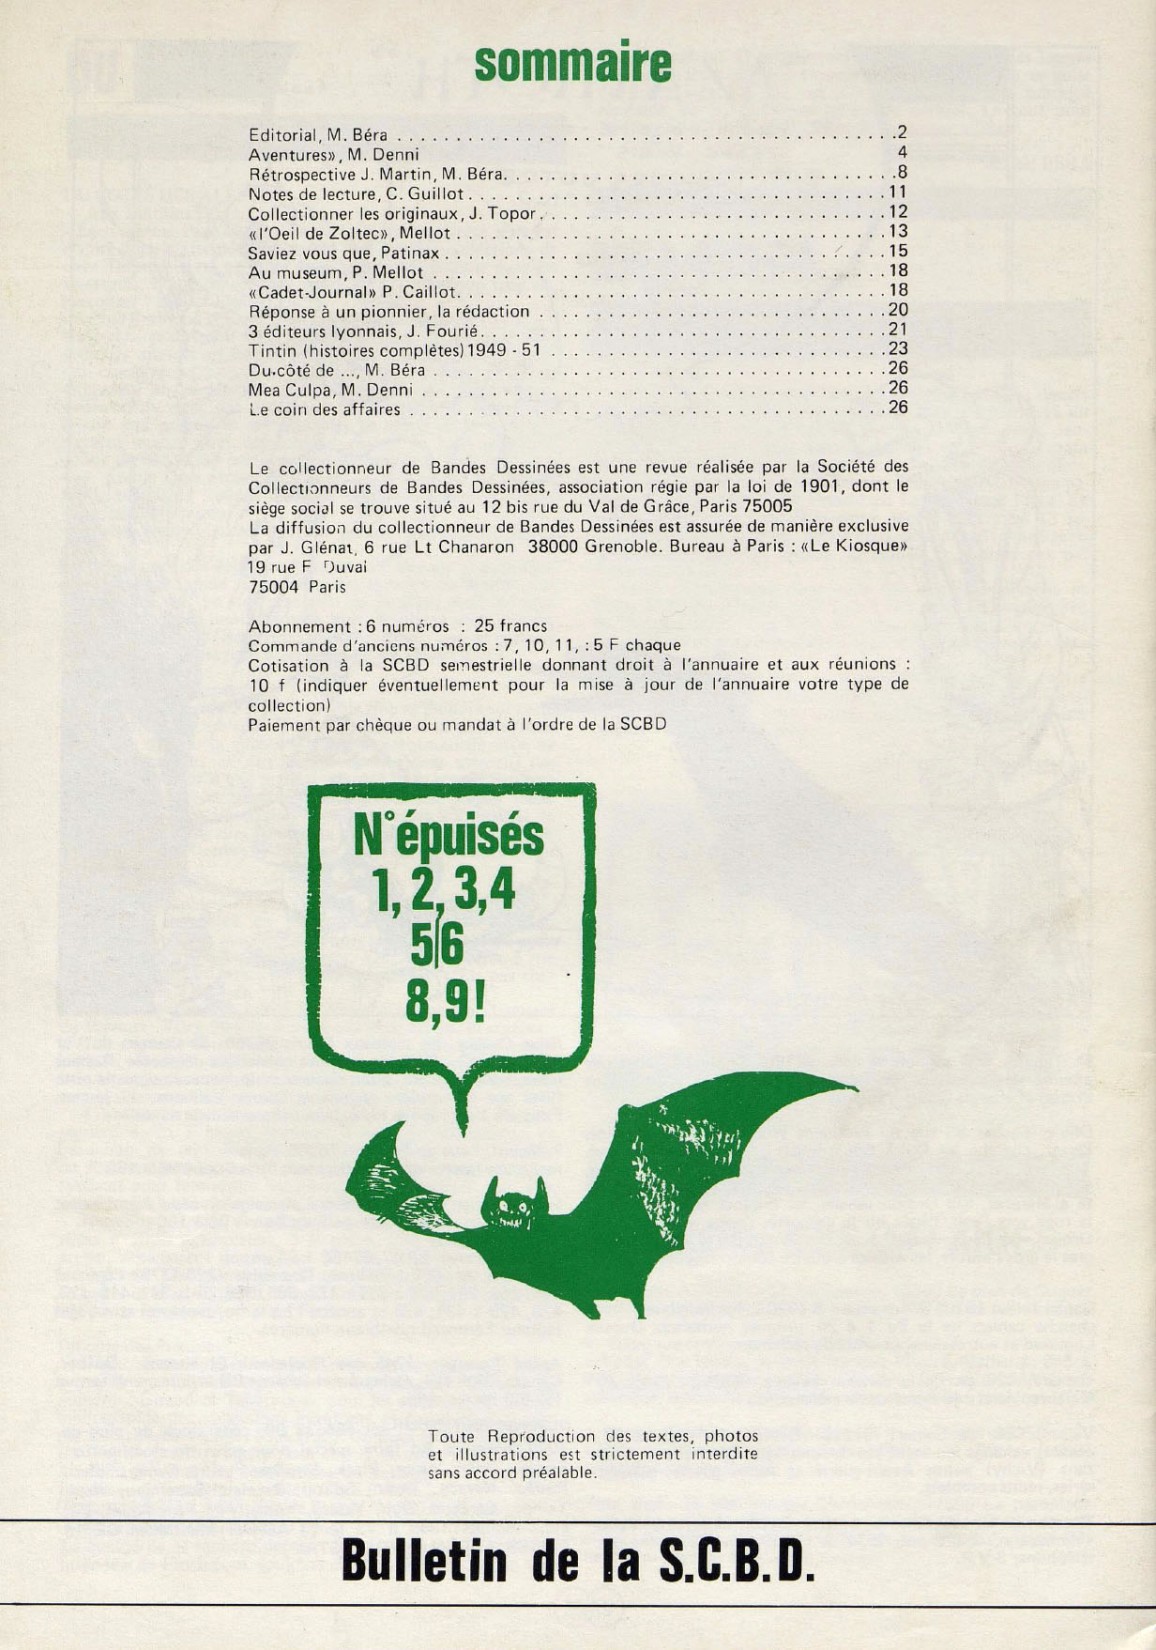 sommaire
Editorial, M. Béra . . . . . . . . . . 2
Aventures», M. Denni 4
Rétrospective J. Martin, M. Béra. . . . . . . . . . 8
Notes de lecture, C. Guillot . . . . . . . . . . 11
Collectionner les originaux, J. Topor. . . . . . . . . . 12
«l'Oeil de Zoltec», Mellot . . . . . . . . . . 13
Saviez vous que, Patinax . . . . . . . . . . 15
Au museum, P. Mellot . . . . . . . . . . 18
«Cadet-Journal» P. Caillot. . . . . . . . . . 18
Réponse à un pionnier, la rédaction . . . . . . . . . . 20
3 éditeurs lyonnais, J. Fourié. . . . . . . . . . 21
Tintin (histoires complètes) 1949 - 51 . . . . . . . . . . 23
Du côté de ..., M. Béra . . . . . . . . . . 26
Mea Culpa, M. Denni . . . . . . . . . . 26
Le coin des affaires . . . . . . . . . . 26
Le collectionneur de Bandes Dessinées est une revue réalisée par la Société des
Collectionneurs de Bandes Dessinées, association régie par la loi de 1901, dont le
siège social se trouve situé au 12 bis rue du Val de Grâce, Paris 75005
La diffusion du collectionneur de Bandes Dessinées est assurée de manière exclusive
par J. Glénat, 6 rue Lt Chanaron 38000 Grenoble. Bureau à Paris : «Le Kiosque»
19 rue F Duval
75004 Paris
Abonnement : 6 numéros : 25 francs
Commande d'anciens numéros : 7, 10, 11, : 5 F chaque
Cotisation à la SCBD semestrielle donnant droit à l'annuaire et aux réunions :
10 f (indiquer éventuellement pour la mise à jour de l'annuaire votre type de
collection)
Paiement par chèque ou mandat à l'ordre de la SCBD
N° épuisés
1, 2, 3, 4
5/6
8, 9 !
Toute Reproduction des textes, photos
et illustrations est strictement interdite
sans accord préalable.
Bulletin de la S.C.B.D.